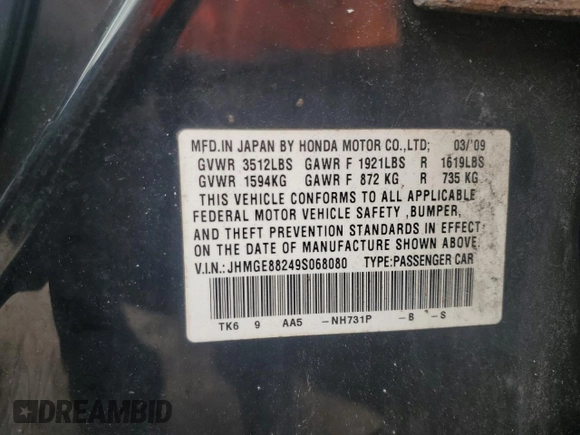 MFD.IN JAPAN BY HONDA MOTOR CO.,LTD; 03/'09
GVWR 3512LBS GAWR F 1921LBS R 1619LBS
GVWR 1594KG GAWR F 872 KG R 735 KG
THIS VEHICLE CONFORMS TO ALL APPLICABLE
FEDERAL MOTOR VEHICLE SAFETY ,BUMPER,
AND THEFT PREVENTION STANDARDS IN EFFECT
ON THE DATE OF MANUFACTURE SHOWN ABOVE.
V.I.N.:JHMGE88249S068080 TYPE:PASSENGER CAR
TK6 9 AA5 -NH731P -B -S
DREAMBID